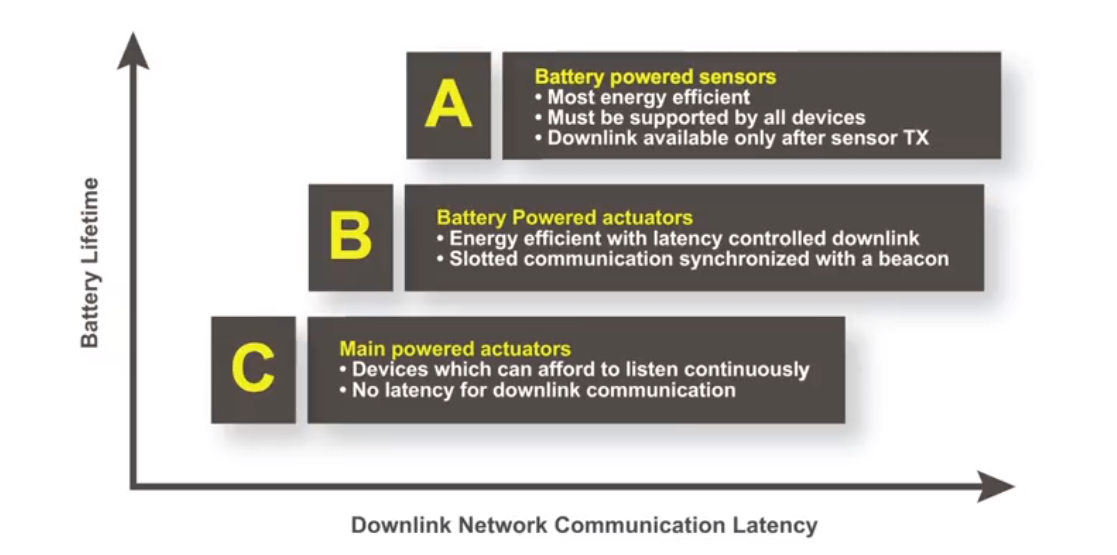 A
Battery powered sensors
• Most energy efficient
• Must be supported by all devices
• Downlink available only after sensor TX
B
Battery Powered actuators
• Energy efficient with latency controlled downlink
• Slotted communication synchronized with a beacon
C
Main powered actuators
• Devices which can afford to listen continuously
• No latency for downlink communication
Battery Lifetime
Downlink Network Communication Latency